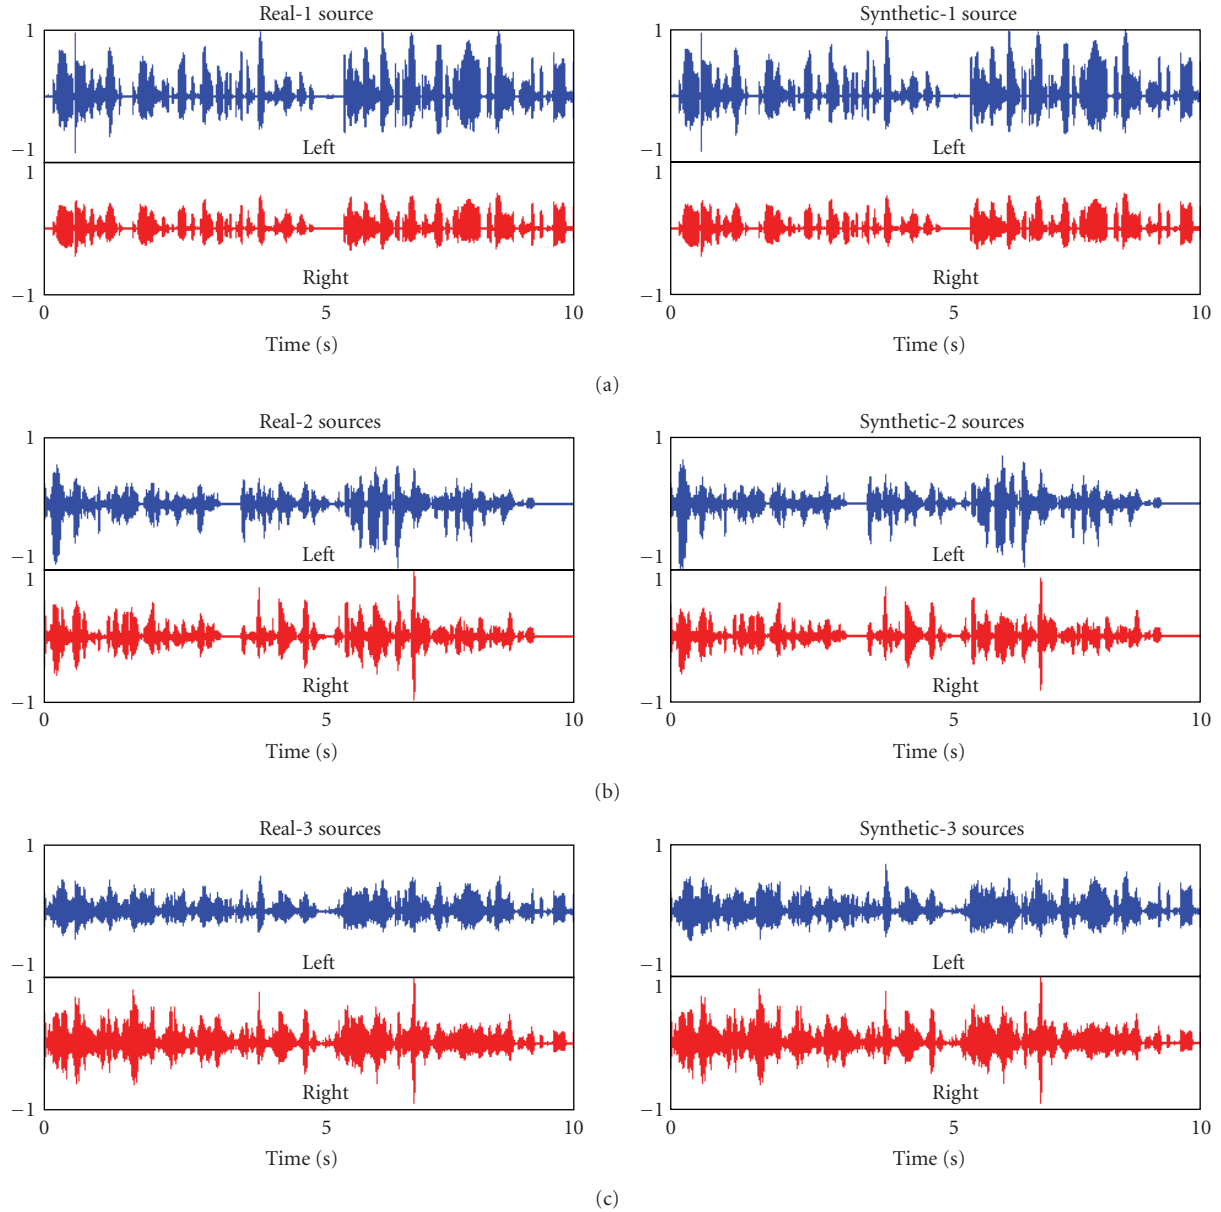 Real-1 source
Synthetic-1 source
1
Left
−1
1
Right
−1
0 5 10
Time (s)
1
Left
−1
1
Right
−1
0 5 10
Time (s)
(a)
Real-2 sources
Synthetic-2 sources
1
Left
−1
1
Right
−1
0 5 10
Time (s)
1
Left
−1
1
Right
−1
0 5 10
Time (s)
(b)
Real-3 sources
Synthetic-3 sources
1
Left
−1
1
Right
−1
0 5 10
Time (s)
1
Left
−1
1
Right
−1
0 5 10
Time (s)
(c)